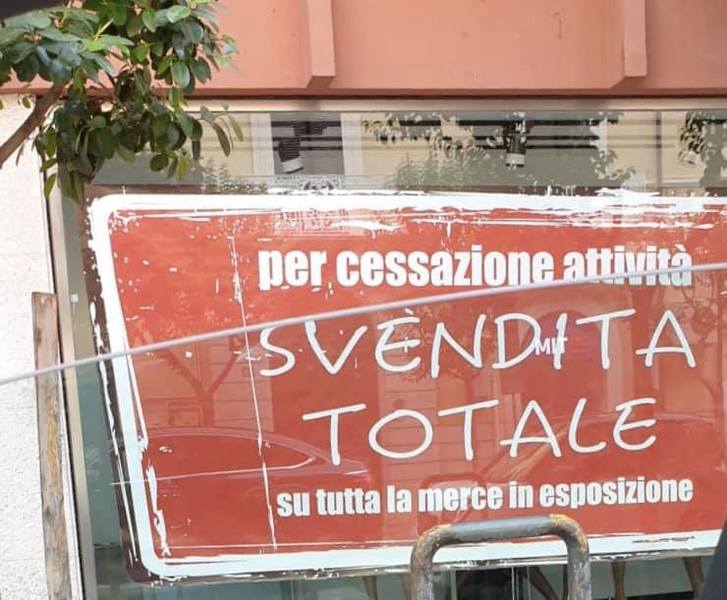 per cessazione attività
SVENDITA
TOTALE
su tutta la merce in esposizione